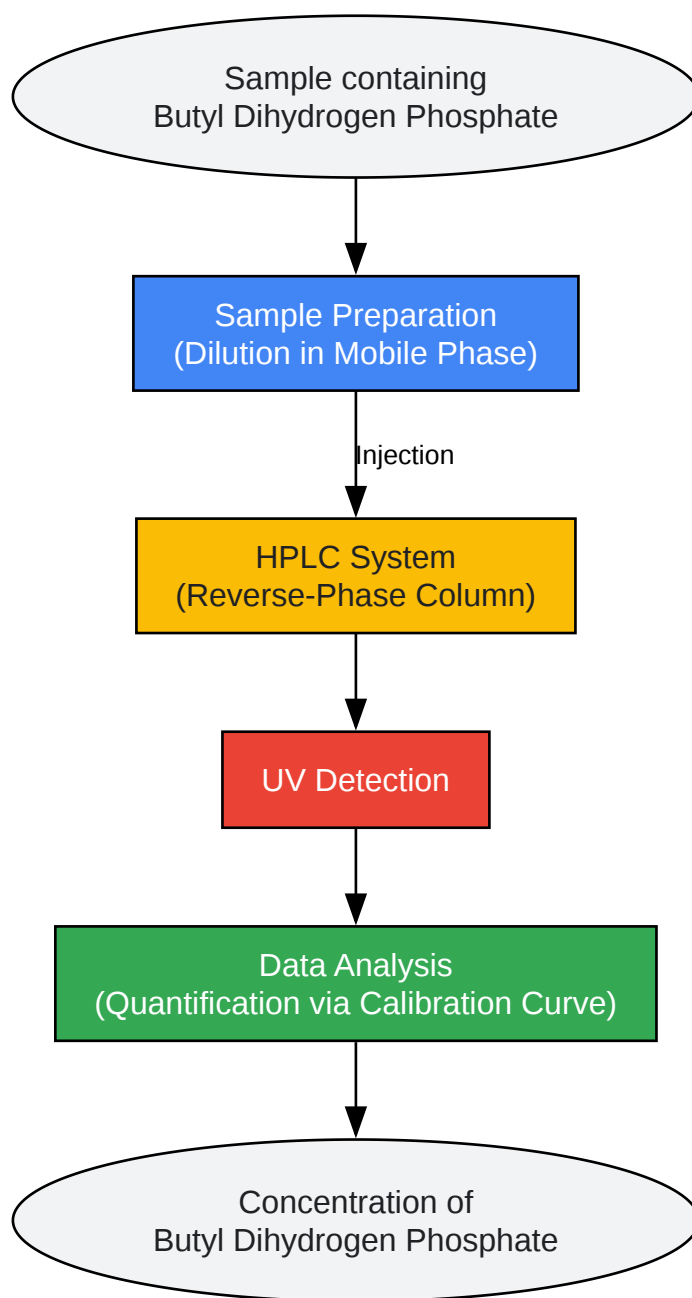 Sample containing
Butyl Dihydrogen Phosphate
Sample Preparation
(Dilution in Mobile Phase)
Injection
HPLC System
(Reverse-Phase Column)
UV Detection
Data Analysis
(Quantification via Calibration Curve)
Concentration of
Butyl Dihydrogen Phosphate